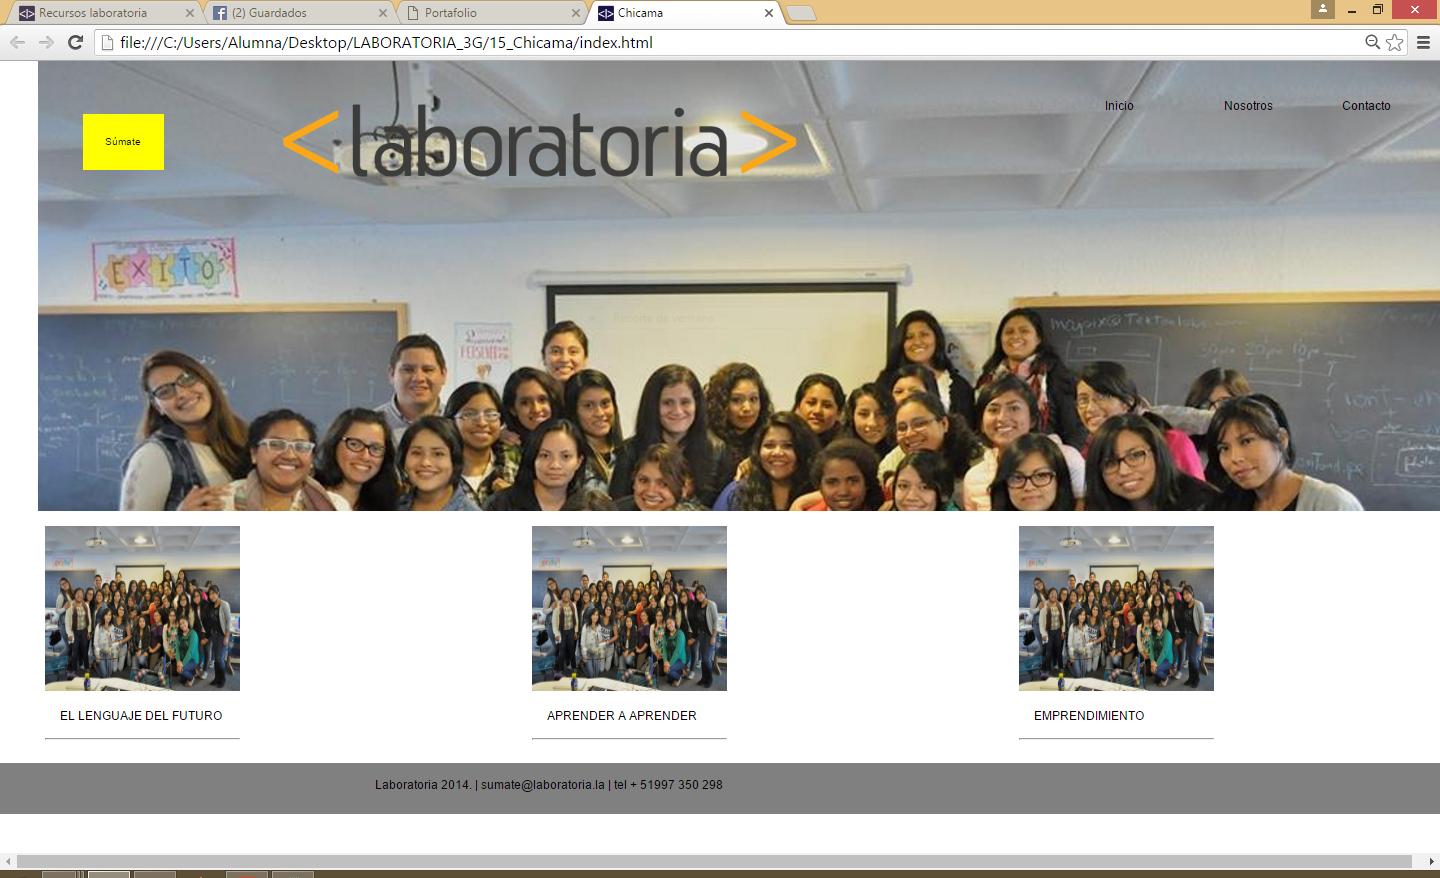 Recursos laboratoria
(2) Guardados
Portafolio
Chicama
file:///C:/Users/Alumna/Desktop/LABORATORIA_3G/15_Chicama/index.html
Súmate
<laboratoria>
Inicio
Nosotros
Contacto
EXITO
EL LENGUAJE DEL FUTURO
APRENDER A APRENDER
EMPRENDIMIENTO
Laboratoria 2014. | sumate@laboratoria.la | tel + 51997 350 298